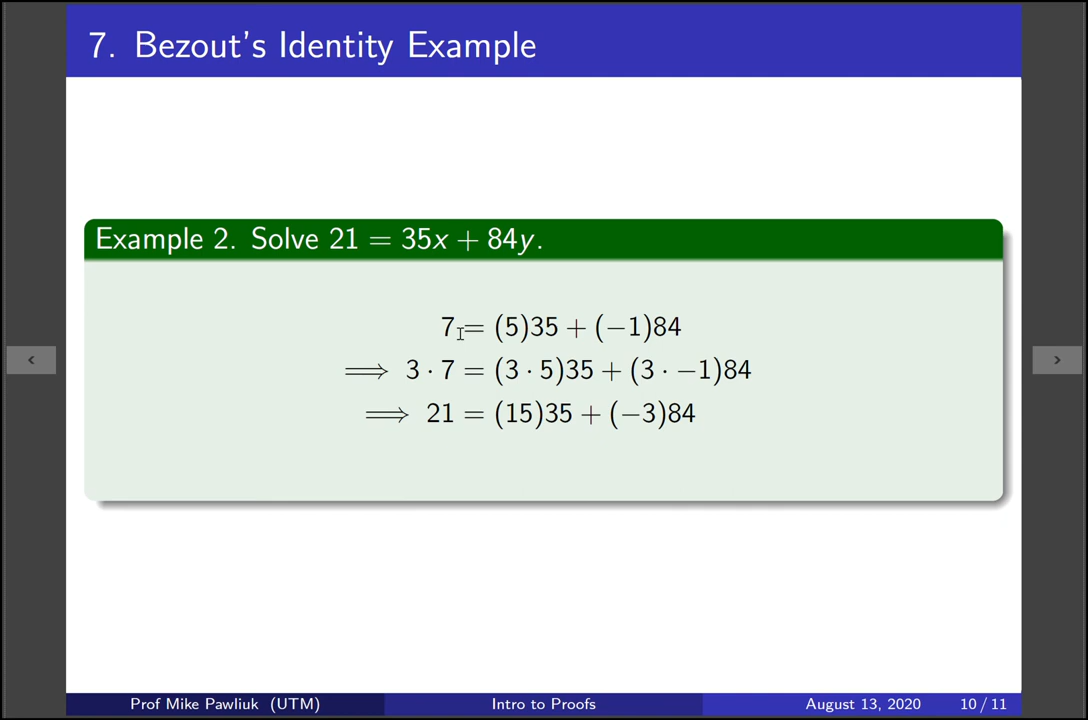 7. Bezout's Identity Example
Example 2. Solve 21 = 35x + 84y.
7 = (5)35 + (−1)84
⟹ 3 · 7 = (3 · 5)35 + (3 · −1)84
⟹ 21 = (15)35 + (−3)84
<
>
Prof Mike Pawliuk (UTM) Intro to Proofs August 13, 2020 10 / 11